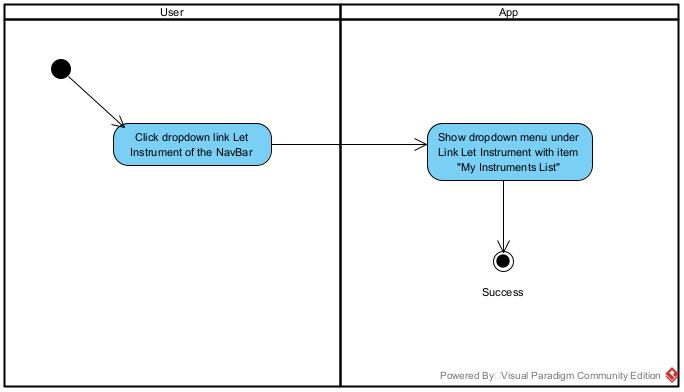 User
App
Click dropdown link Let
Instrument of the NavBar
Show dropdown menu under
Link Let Instrument with item
"My Instruments List"
Success
Powered By Visual Paradigm Community Edition